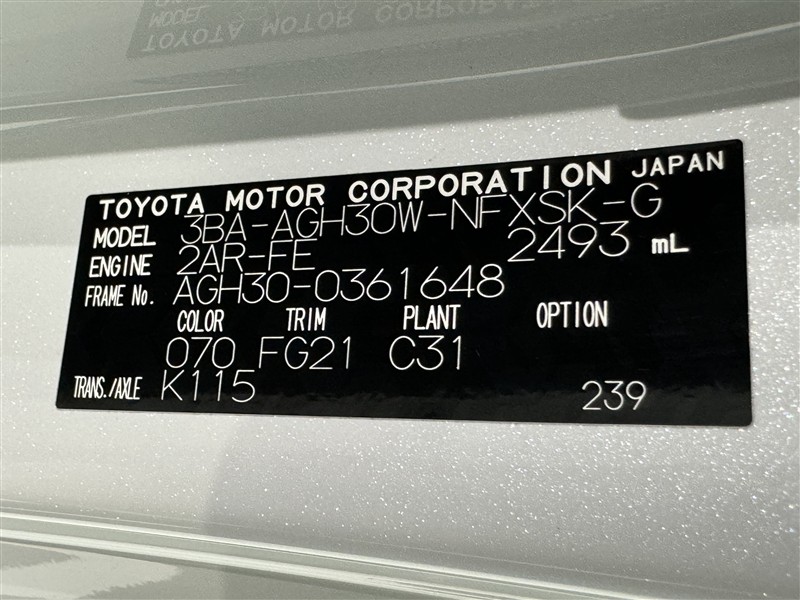 TOYOTA MOTOR CORPORATION JAPAN
MODEL 3BA-AGH30W-NFXSK-G
ENGINE 2AR-FE 2493 mL
FRAME No. AGH30-0361648
COLOR TRIM PLANT OPTION
070 FG21 C31
TRANS./AXLE K115 239